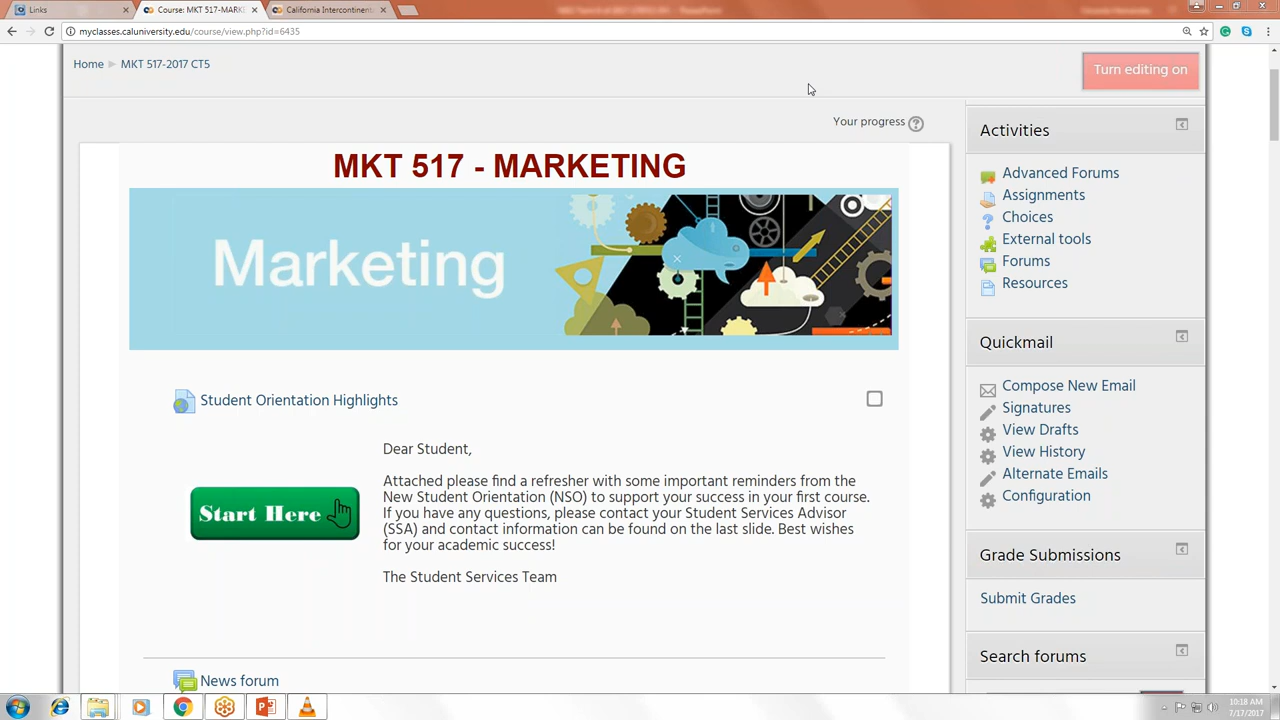 Links
Course: MKT 517-MARK
California Intercontinent
myclasses.caluniversity.edu/course/view.php?id=6435
Home
MKT 517-2017 CT5
Turn editing on
Your progress
MKT 517 - MARKETING
Marketing
Student Orientation Highlights
Start Here
Dear Student,
Attached please find a refresher with some important reminders from the
New Student Orientation (NSO) to support your success in your first course.
If you have any questions, please contact your Student Services Advisor
(SSA) and contact information can be found on the last slide. Best wishes
for your academic success!
The Student Services Team
News forum
Activities
Advanced Forums
Assignments
Choices
External tools
Forums
Resources
Quickmail
Compose New Email
Signatures
View Drafts
View History
Alternate Emails
Configuration
Grade Submissions
Submit Grades
Search forums
10:18 AM
7/17/2017